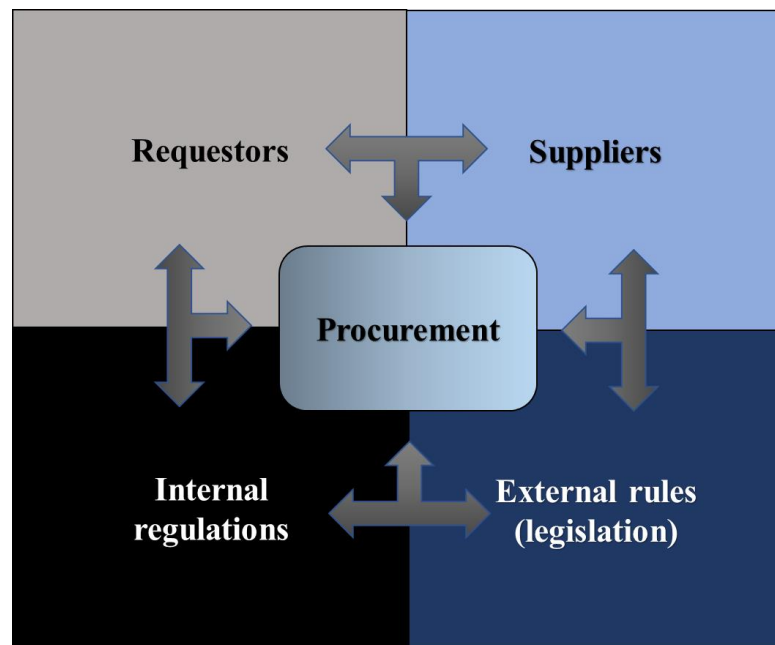 Requestors
Suppliers
Procurement
Internal
regulations
External rules
(legislation)